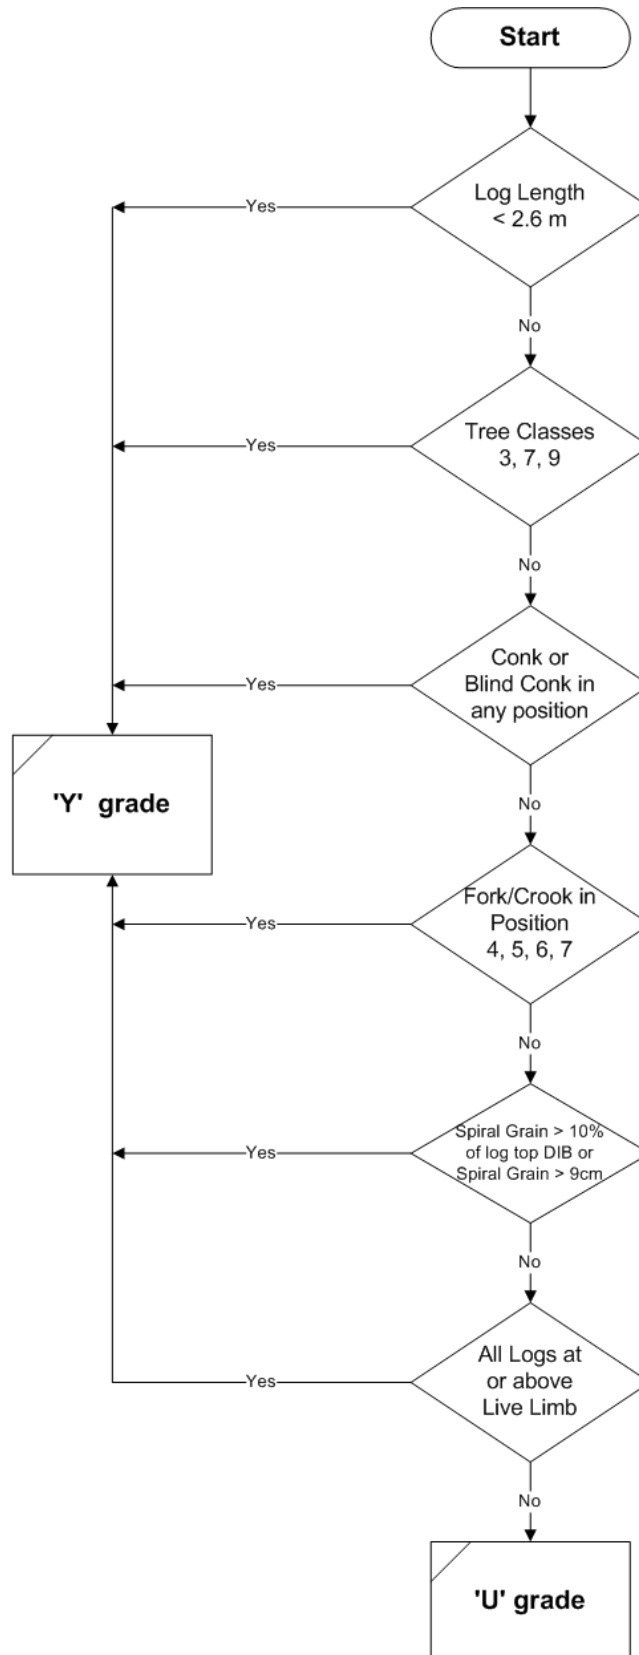 Start
Log Length
< 2.6 m
Yes
No
Tree Classes
3, 7, 9
Yes
No
Conk or
Blind Conk in
any position
Yes
No
'Y' grade
Fork/Crook in
Position
4, 5, 6, 7
Yes
No
Spiral Grain > 10%
of log top DIB or
Spiral Grain > 9cm
Yes
No
All Logs at
or above
Live Limb
Yes
No
'U' grade